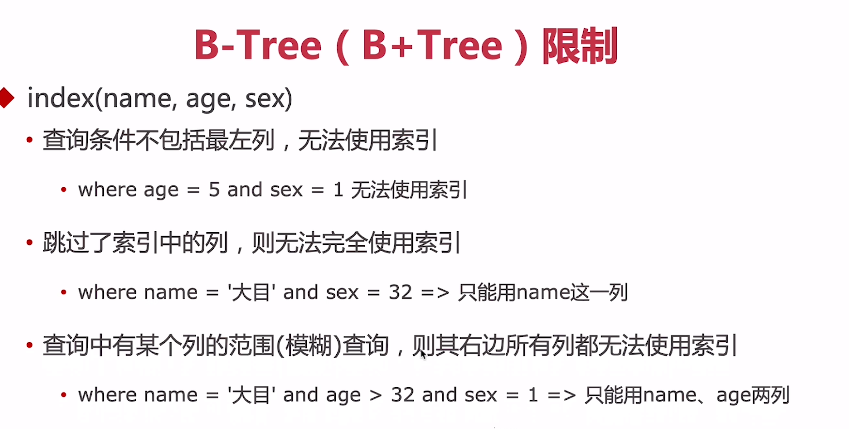 B-Tree（B+Tree）限制
index(name, age, sex)
查询条件不包括最左列，无法使用索引
where age = 5 and sex = 1 无法使用索引
跳过了索引中的列，则无法完全使用索引
where name = '大目' and sex = 32 => 只能用name这一列
查询中有某个列的范围(模糊)查询，则其右边所有列都无法使用索引
where name = '大目' and age > 32 and sex = 1 => 只能用name、age两列